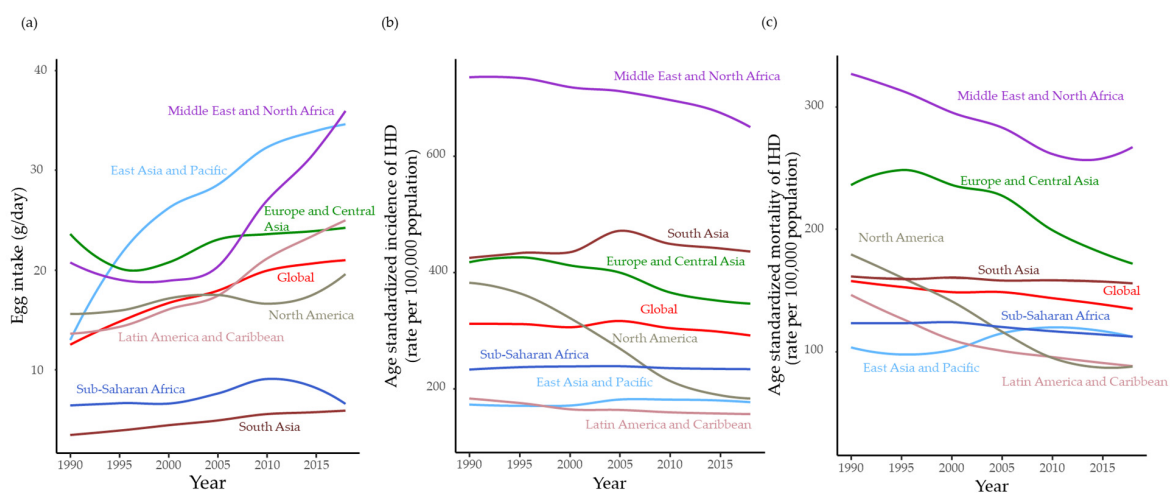 (a)
40
30
20
10
Egg intake (g/day)
Middle East and North Africa
East Asia and Pacific
Europe and Central
Asia
Global
North America
Latin America and Caribbean
Sub-Saharan Africa
South Asia
1990 1995 2000 2005 2010 2015
Year
(b)
600
400
200
Age standardized incidence of IHD
(rate per 100,000 population)
Middle East and North Africa
South Asia
Europe and Central Asia
Global
North America
Sub-Saharan Africa
East Asia and Pacific
Latin America and Caribbean
1990 1995 2000 2005 2010 2015
Year
(c)
300
200
100
Age standardized mortality of IHD
(rate per 100,000 population)
Middle East and North Africa
Europe and Central Asia
North America
South Asia
Global
Sub-Saharan Africa
East Asia and Pacific
Latin America and Caribbean
1990 1995 2000 2005 2010 2015
Year